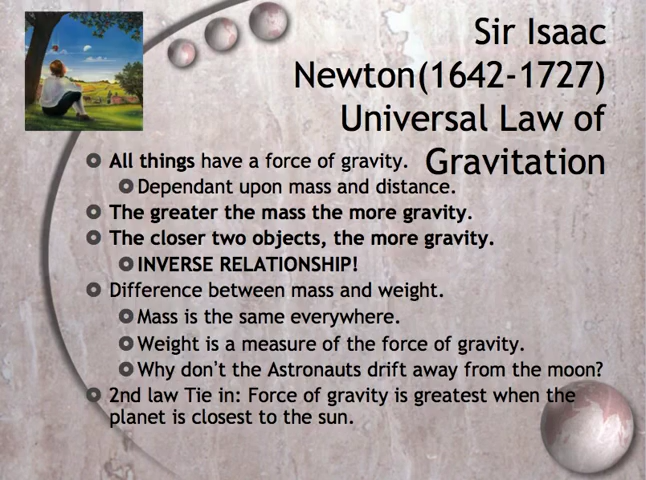 Sir Isaac
Newton(1642-1727)
Universal Law of
Gravitation
All things have a force of gravity.
Dependant upon mass and distance.
The greater the mass the more gravity.
The closer two objects, the more gravity.
INVERSE RELATIONSHIP!
Difference between mass and weight.
Mass is the same everywhere.
Weight is a measure of the force of gravity.
Why don't the Astronauts drift away from the moon?
2nd law Tie in: Force of gravity is greatest when the
planet is closest to the sun.